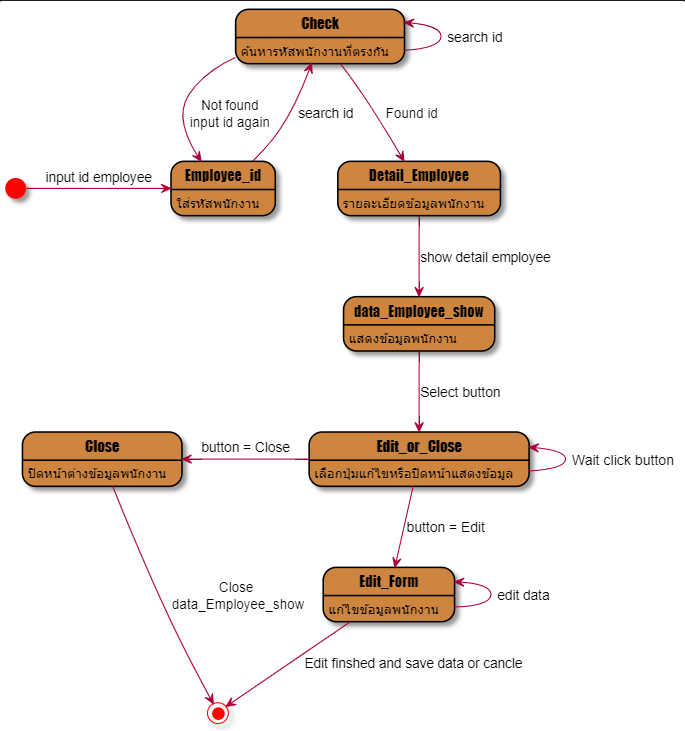 Check
ค้นหารหัสพนักงานที่ตรงกัน
search id
Not found
input id again
search id
Found id
input id employee
Employee_id
ใส่รหัสพนักงาน
Detail_Employee
รายละเอียดข้อมูลพนักงาน
show detail employee
data_Employee_show
แสดงข้อมูลพนักงาน
Select button
Close
ปิดหน้าต่างข้อมูลพนักงาน
button = Close
Edit_or_Close
เลือกปุ่มแก้ไขหรือปิดหน้าแสดงข้อมูล
Wait click button
button = Edit
Edit_Form
แก้ไขข้อมูลพนักงาน
edit data
Close
data_Employee_show
Edit finshed and save data or cancle